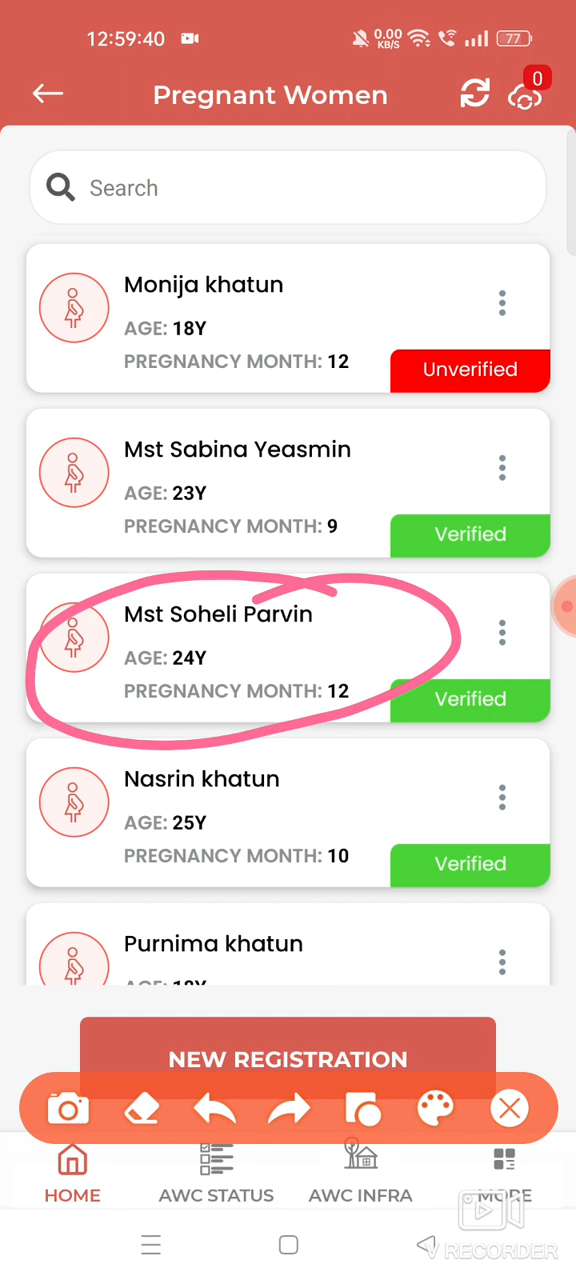 12:59:40
0.00
KB/S
77
Pregnant Women
0
Search
Monija khatun
AGE: 18Y
PREGNANCY MONTH: 12
Unverified
Mst Sabina Yeasmin
AGE: 23Y
PREGNANCY MONTH: 9
Verified
Mst Soheli Parvin
AGE: 24Y
PREGNANCY MONTH: 12
Verified
Nasrin khatun
AGE: 25Y
PREGNANCY MONTH: 10
Verified
Purnima khatun
NEW REGISTRATION
HOME
AWC STATUS
AWC INFRA
MORE
V RECORDER